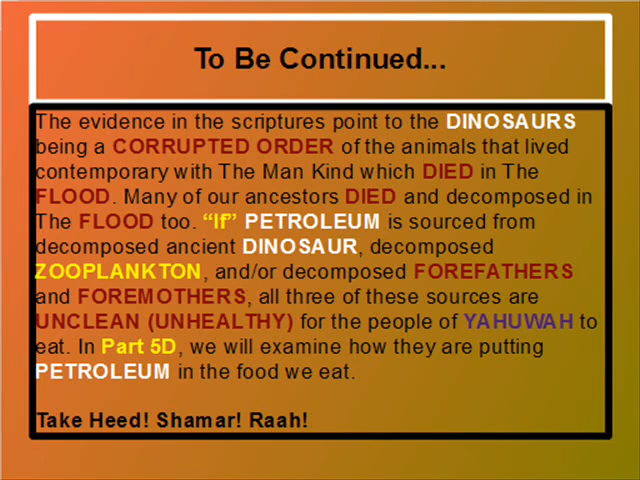 To Be Continued...
The evidence in the scriptures point to the DINOSAURS
being a CORRUPTED ORDER of the animals that lived
contemporary with The Man Kind which DIED in The
FLOOD. Many of our ancestors DIED and decomposed in
The FLOOD too. “If” PETROLEUM is sourced from
decomposed ancient DINOSAUR, decomposed
ZOOPLANKTON, and/or decomposed FOREFATHERS
and FOREMOTHERS, all three of these sources are
UNCLEAN (UNHEALTHY) for the people of YAHUWAH to
eat. In Part 5D, we will examine how they are putting
PETROLEUM in the food we eat.
Take Heed! Shamar! Raah!